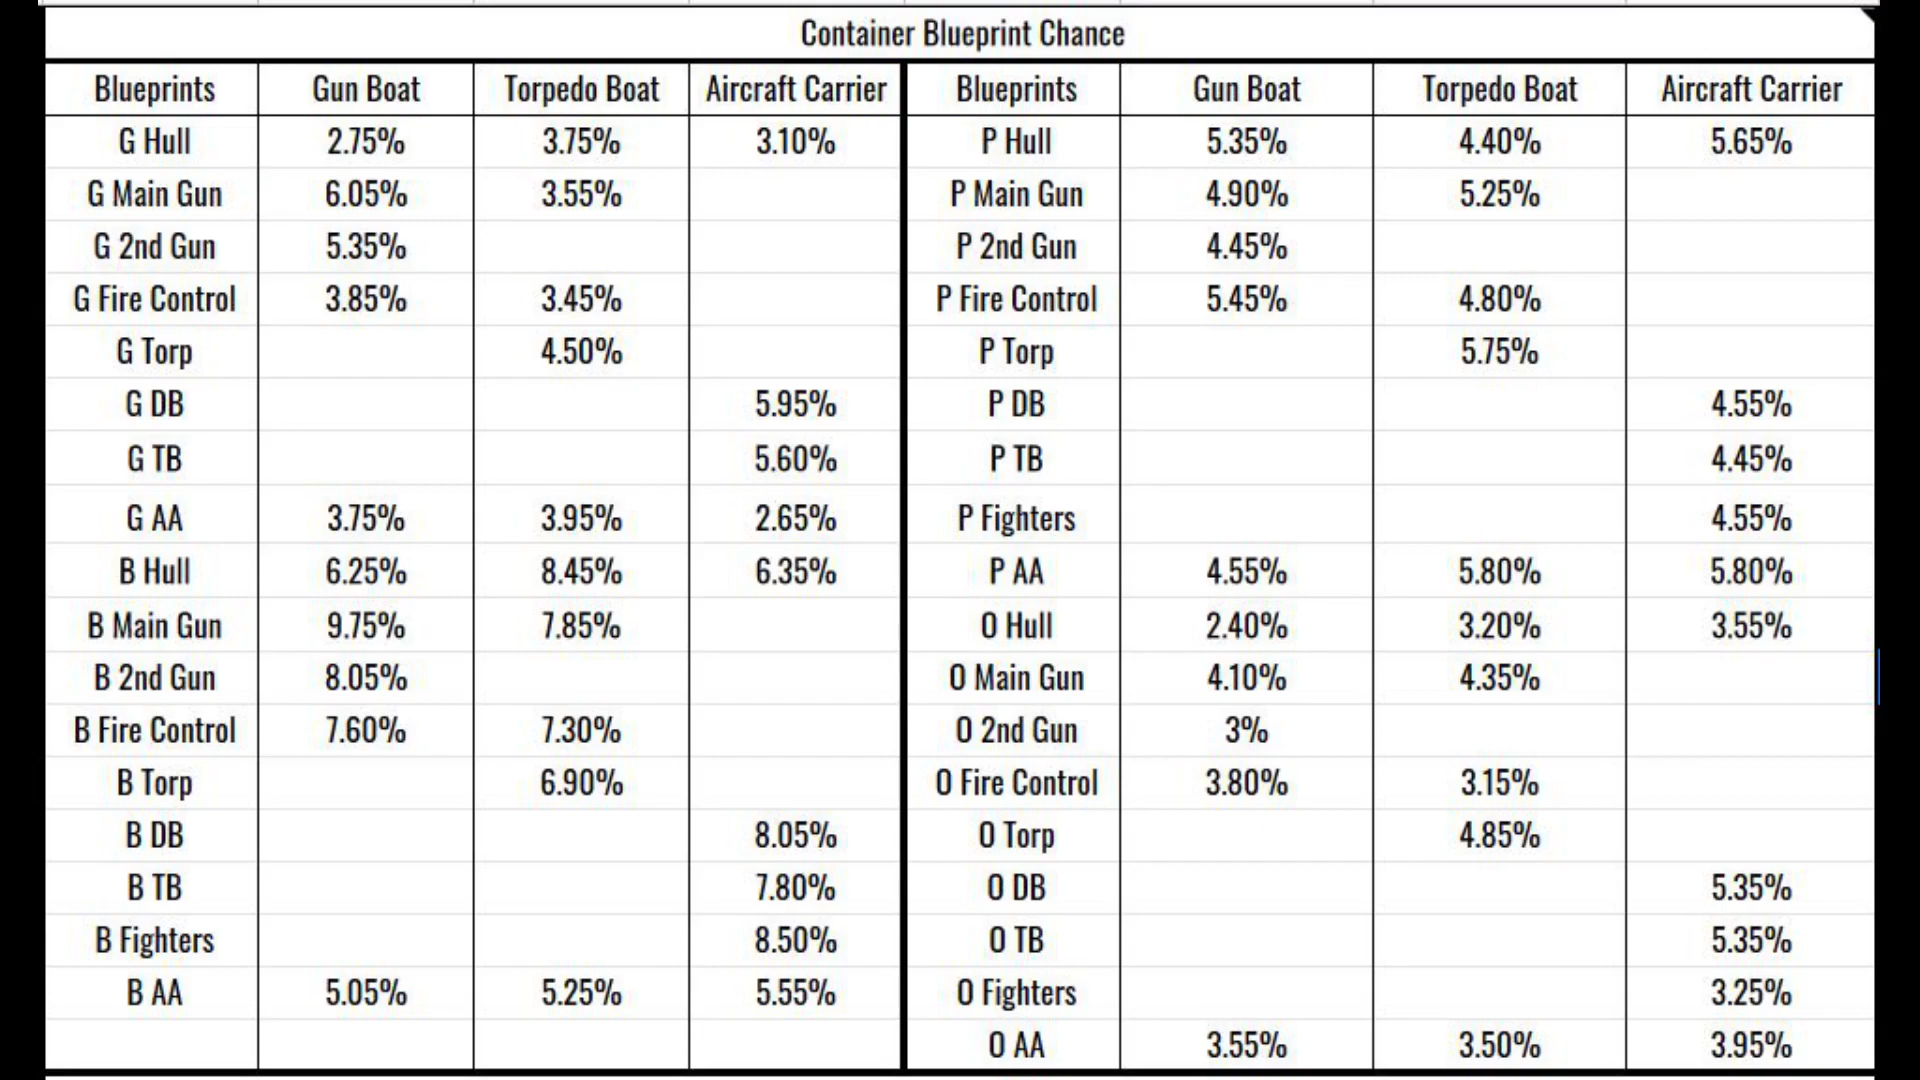 Container Blueprint Chance
Blueprints Gun Boat Torpedo Boat Aircraft Carrier Blueprints Gun Boat Torpedo Boat Aircraft Carrier
G Hull 2.75% 3.75% 3.10% P Hull 5.35% 4.40% 5.65%
G Main Gun 6.05% 3.55% P Main Gun 4.90% 5.25%
G 2nd Gun 5.35% P 2nd Gun 4.45%
G Fire Control 3.85% 3.45% P Fire Control 5.45% 4.80%
G Torp 4.50% P Torp 5.75%
G DB 5.95% P DB 4.55%
G TB 5.60% P TB 4.45%
P Fighters 4.55%
G AA 3.75% 3.95% 2.65%
B Hull 6.25% 8.45% 6.35% P AA 4.55% 5.80% 5.80%
B Main Gun 9.75% 7.85% O Hull 2.40% 3.20% 3.55%
B 2nd Gun 8.05% O Main Gun 4.10% 4.35%
B Fire Control 7.60% 7.30% O 2nd Gun 3%
B Torp 6.90% O Fire Control 3.80% 3.15%
B DB 8.05% O Torp 4.85%
B TB 7.80% O DB 5.35%
B Fighters 8.50% O TB 5.35%
B AA 5.05% 5.25% 5.55% O Fighters 3.25%
O AA 3.55% 3.50% 3.95%